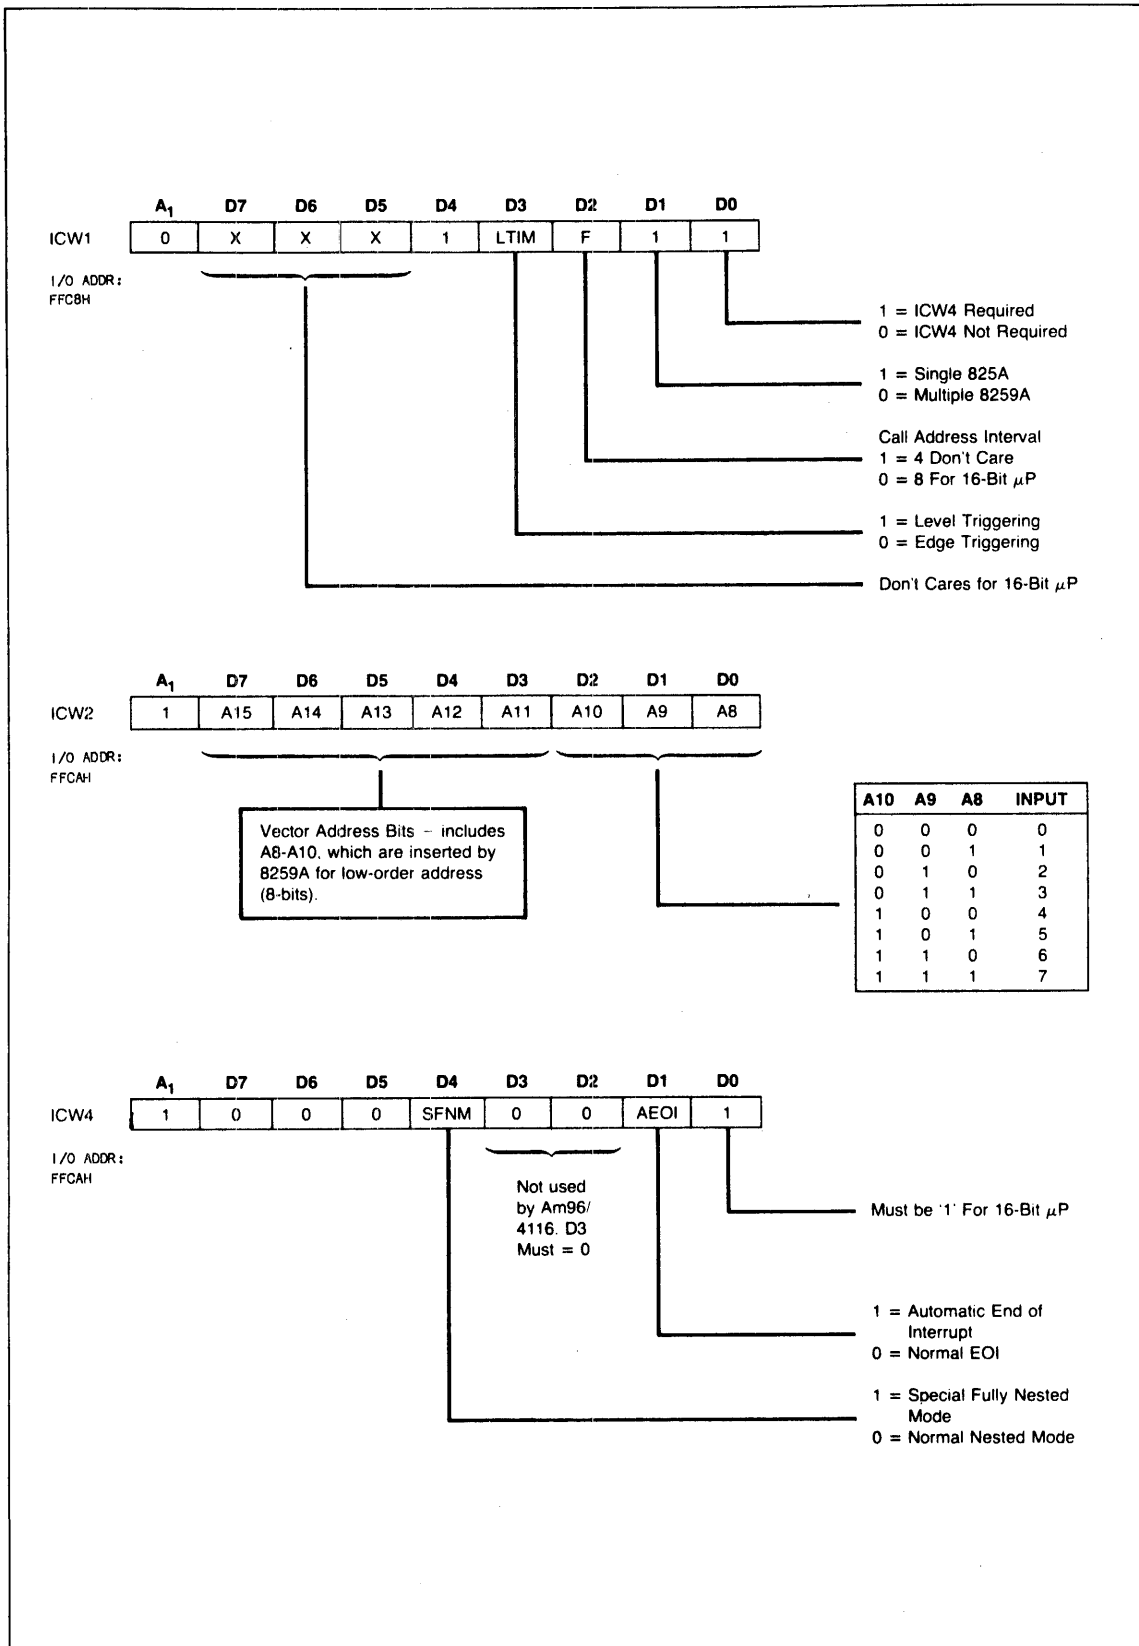 A1 D7 D6 D5 D4 D3 D2 D1 D0
ICW1 0 X X X 1 LTIM F 1 1
I/O ADDR:
FFC8H
1 = ICW4 Required
0 = ICW4 Not Required
1 = Single 825A
0 = Multiple 8259A
Call Address Interval
1 = 4 Don't Care
0 = 8 For 16-Bit μP
1 = Level Triggering
0 = Edge Triggering
Don't Cares for 16-Bit μP
A1 D7 D6 D5 D4 D3 D2 D1 D0
ICW2 1 A15 A14 A13 A12 A11 A10 A9 A8
I/O ADDR:
FFCAH
Vector Address Bits – includes
A8-A10, which are inserted by
8259A for low-order address
(8-bits).
A10 A9 A8 INPUT
0 0 0 0
0 0 1 1
0 1 0 2
0 1 1 3
1 0 0 4
1 0 1 5
1 1 0 6
1 1 1 7
A1 D7 D6 D5 D4 D3 D2 D1 D0
ICW4 1 0 0 0 SFNM 0 0 AEOI 1
I/O ADDR:
FFCAH
Not used
by Am96/
4116. D3
Must = 0
Must be '1' For 16-Bit μP
1 = Automatic End of
Interrupt
0 = Normal EOI
1 = Special Fully Nested
Mode
0 = Normal Nested Mode